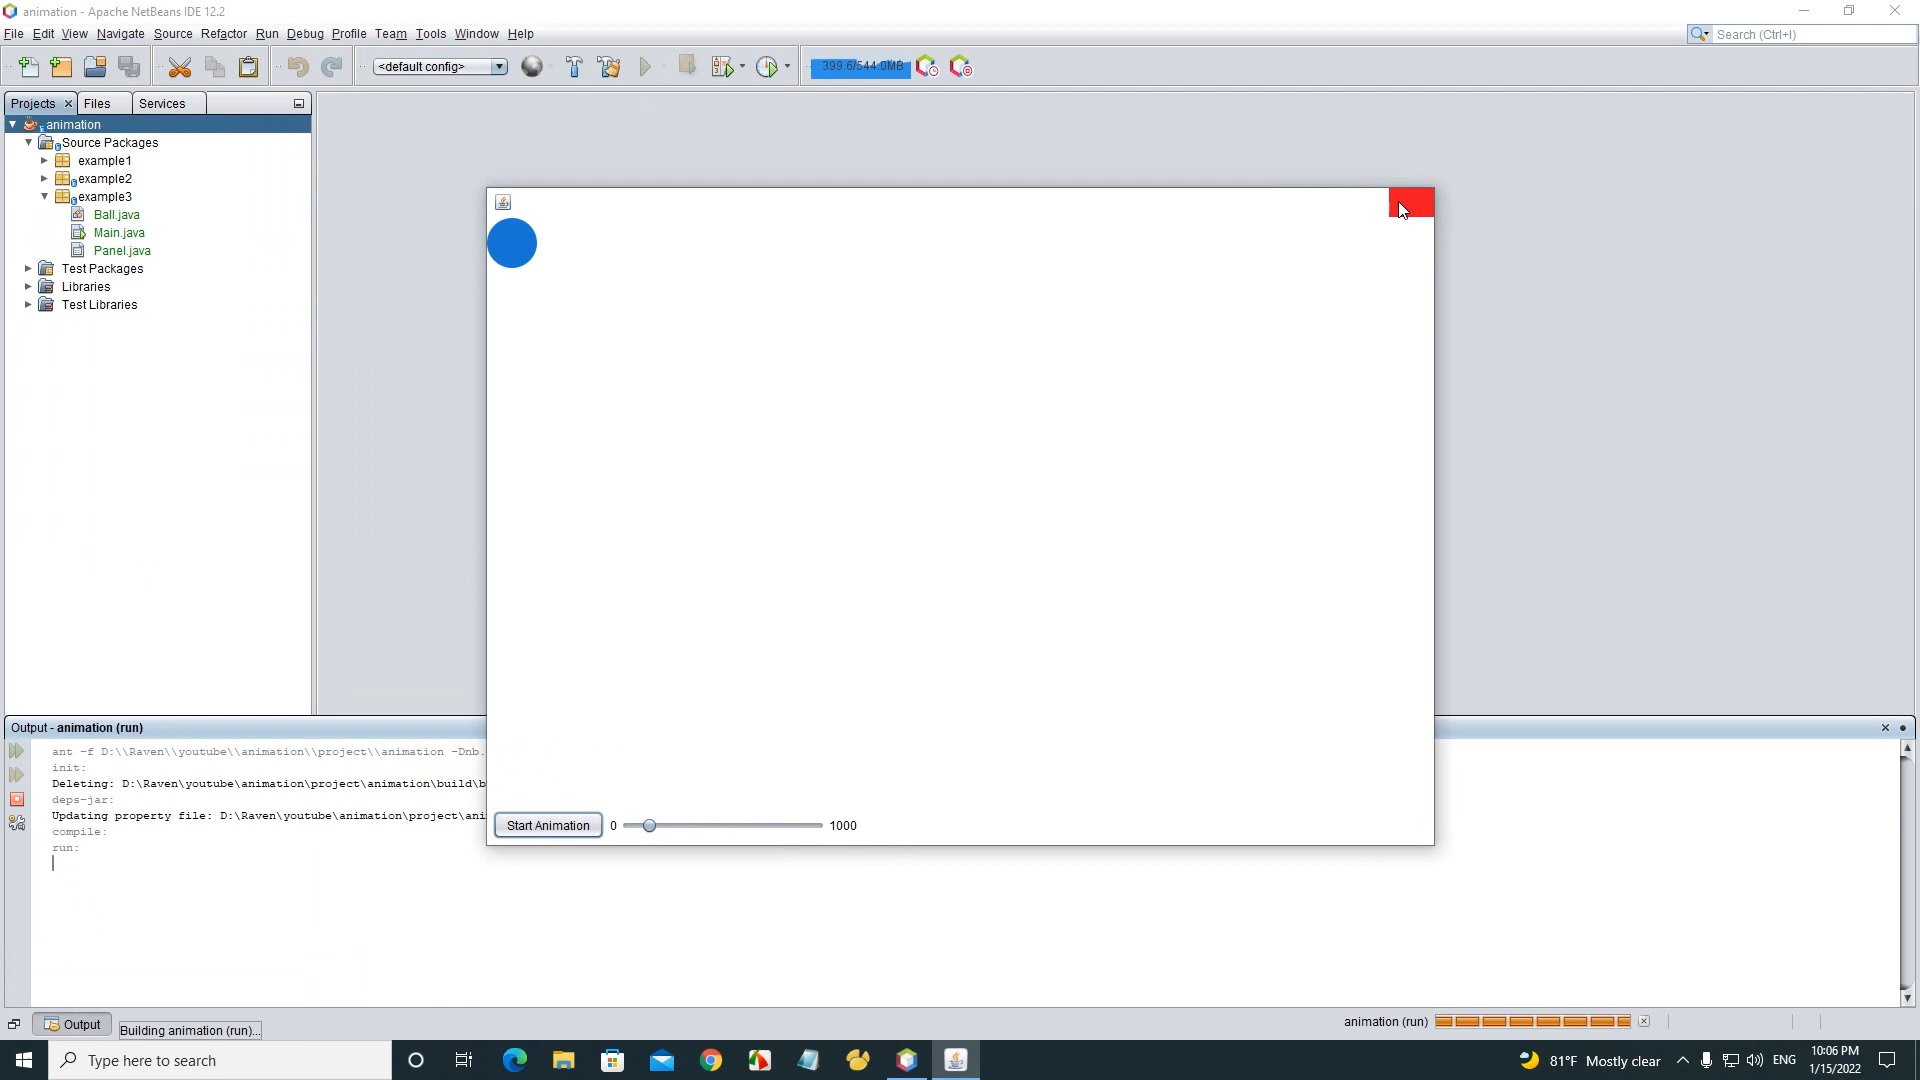 animation - Apache NetBeans IDE 12.2
File Edit View Navigate Source Refactor Run Debug Profile Team Tools Window Help
Search (Ctrl+I)
<default config>
399.6/544.0MB
Projects Files Services
animation
Source Packages
example1
example2
example3
Ball.java
Main.java
Panel.java
Test Packages
Libraries
Test Libraries
Start Animation 0 1000
Output - animation (run)
ant -f D:\\Raven\\youtube\\animation\\project\\animation -Dnb.
init:
Deleting: D:\Raven\youtube\animation\project\animation\build\b
deps-jar:
Updating property file: D:\Raven\youtube\animation\project\ani
compile:
run:
Output
Building animation (run)...
animation (run)
Type here to search
81°F Mostly clear
ENG
10:06 PM
1/15/2022